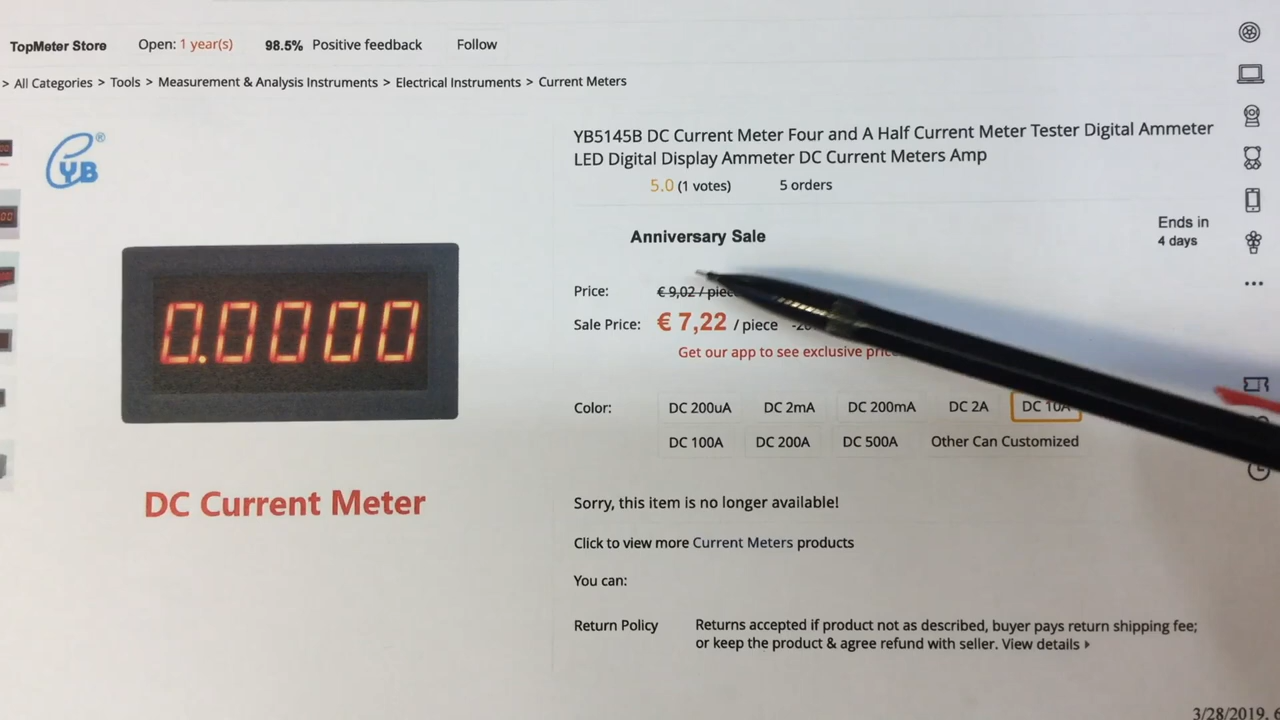 TopMeter Store Open: 1 year(s) 98.5% Positive feedback Follow
> All Categories > Tools > Measurement & Analysis Instruments > Electrical Instruments > Current Meters
YB®
YB5145B DC Current Meter Four and A Half Current Meter Tester Digital Ammeter
LED Digital Display Ammeter DC Current Meters Amp
5.0 (1 votes) 5 orders
Anniversary Sale
Ends in
4 days
Price: € 9,02 /
Sale Price: € 7,22 / piece
Get our app to see exclusive
0.0000
Color: DC 200uA DC 2mA DC 200mA DC 2A DC 10A
DC 100A DC 200A DC 500A Other Can Customized
DC Current Meter
Sorry, this item is no longer available!
Click to view more Current Meters products
You can:
Return Policy Returns accepted if product not as described, buyer pays return shipping fee;
or keep the product & agree refund with seller. View details
3/28/2019,